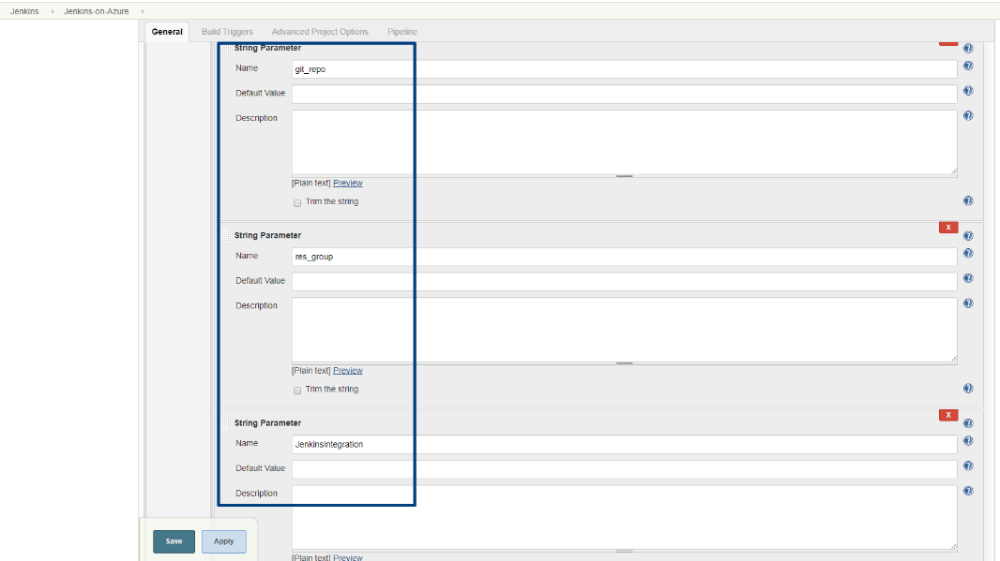 Jenkins Jenkins-on-Azure
General Build Triggers Advanced Project Options Pipeline
String Parameter
Name git_repo
Default Value
Description
[Plain text] Preview
Trim the string
String Parameter
X
Name res_group
Default Value
Description
[Plain text] Preview
Trim the string
String Parameter
X
Name JenkinsIntegration
Default Value
Description
Save Apply
[Plain text] Preview